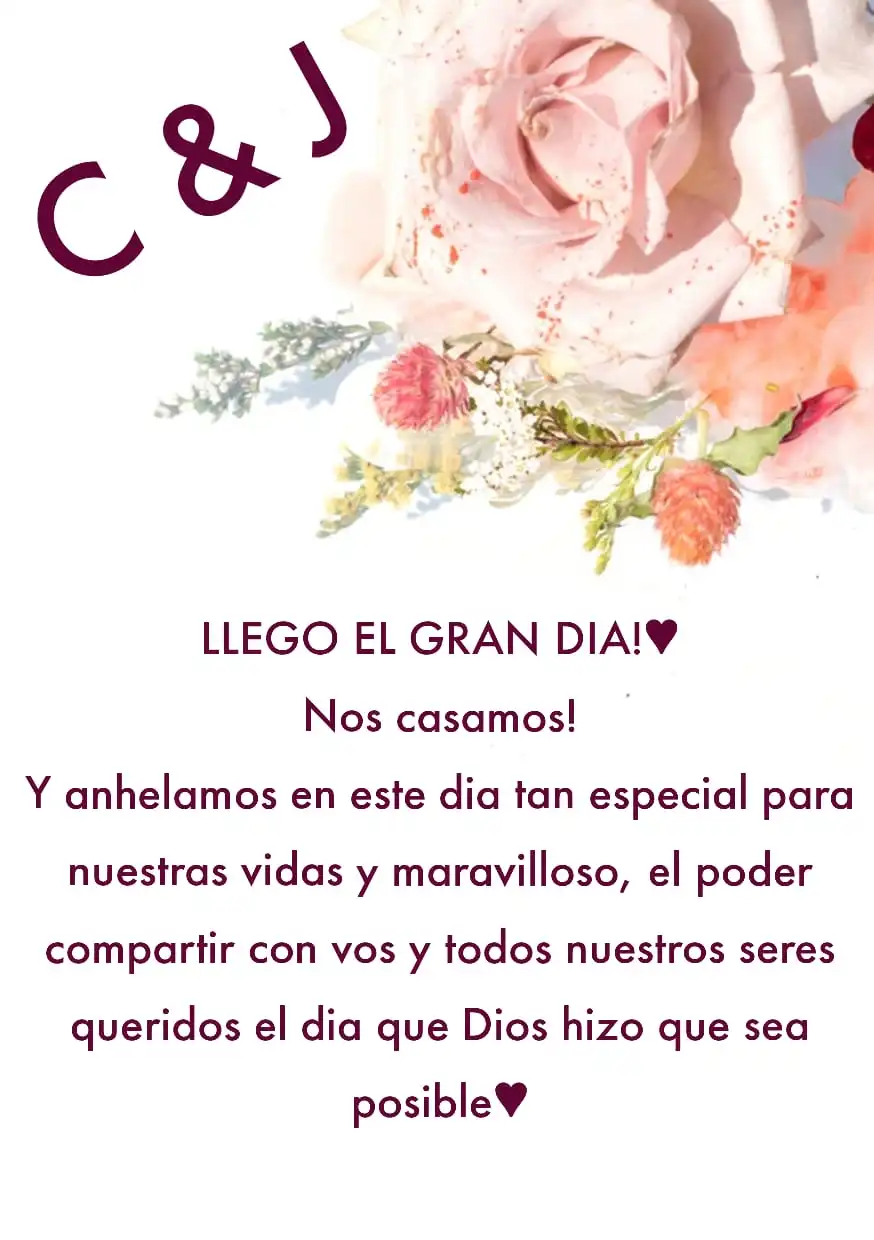 C & J
LLEGO EL GRAN DIA!♥
Nos casamos!
Y anhelamos en este dia tan especial para
nuestras vidas y maravilloso, el poder
compartir con vos y todos nuestros seres
queridos el dia que Dios hizo que sea
posible♥